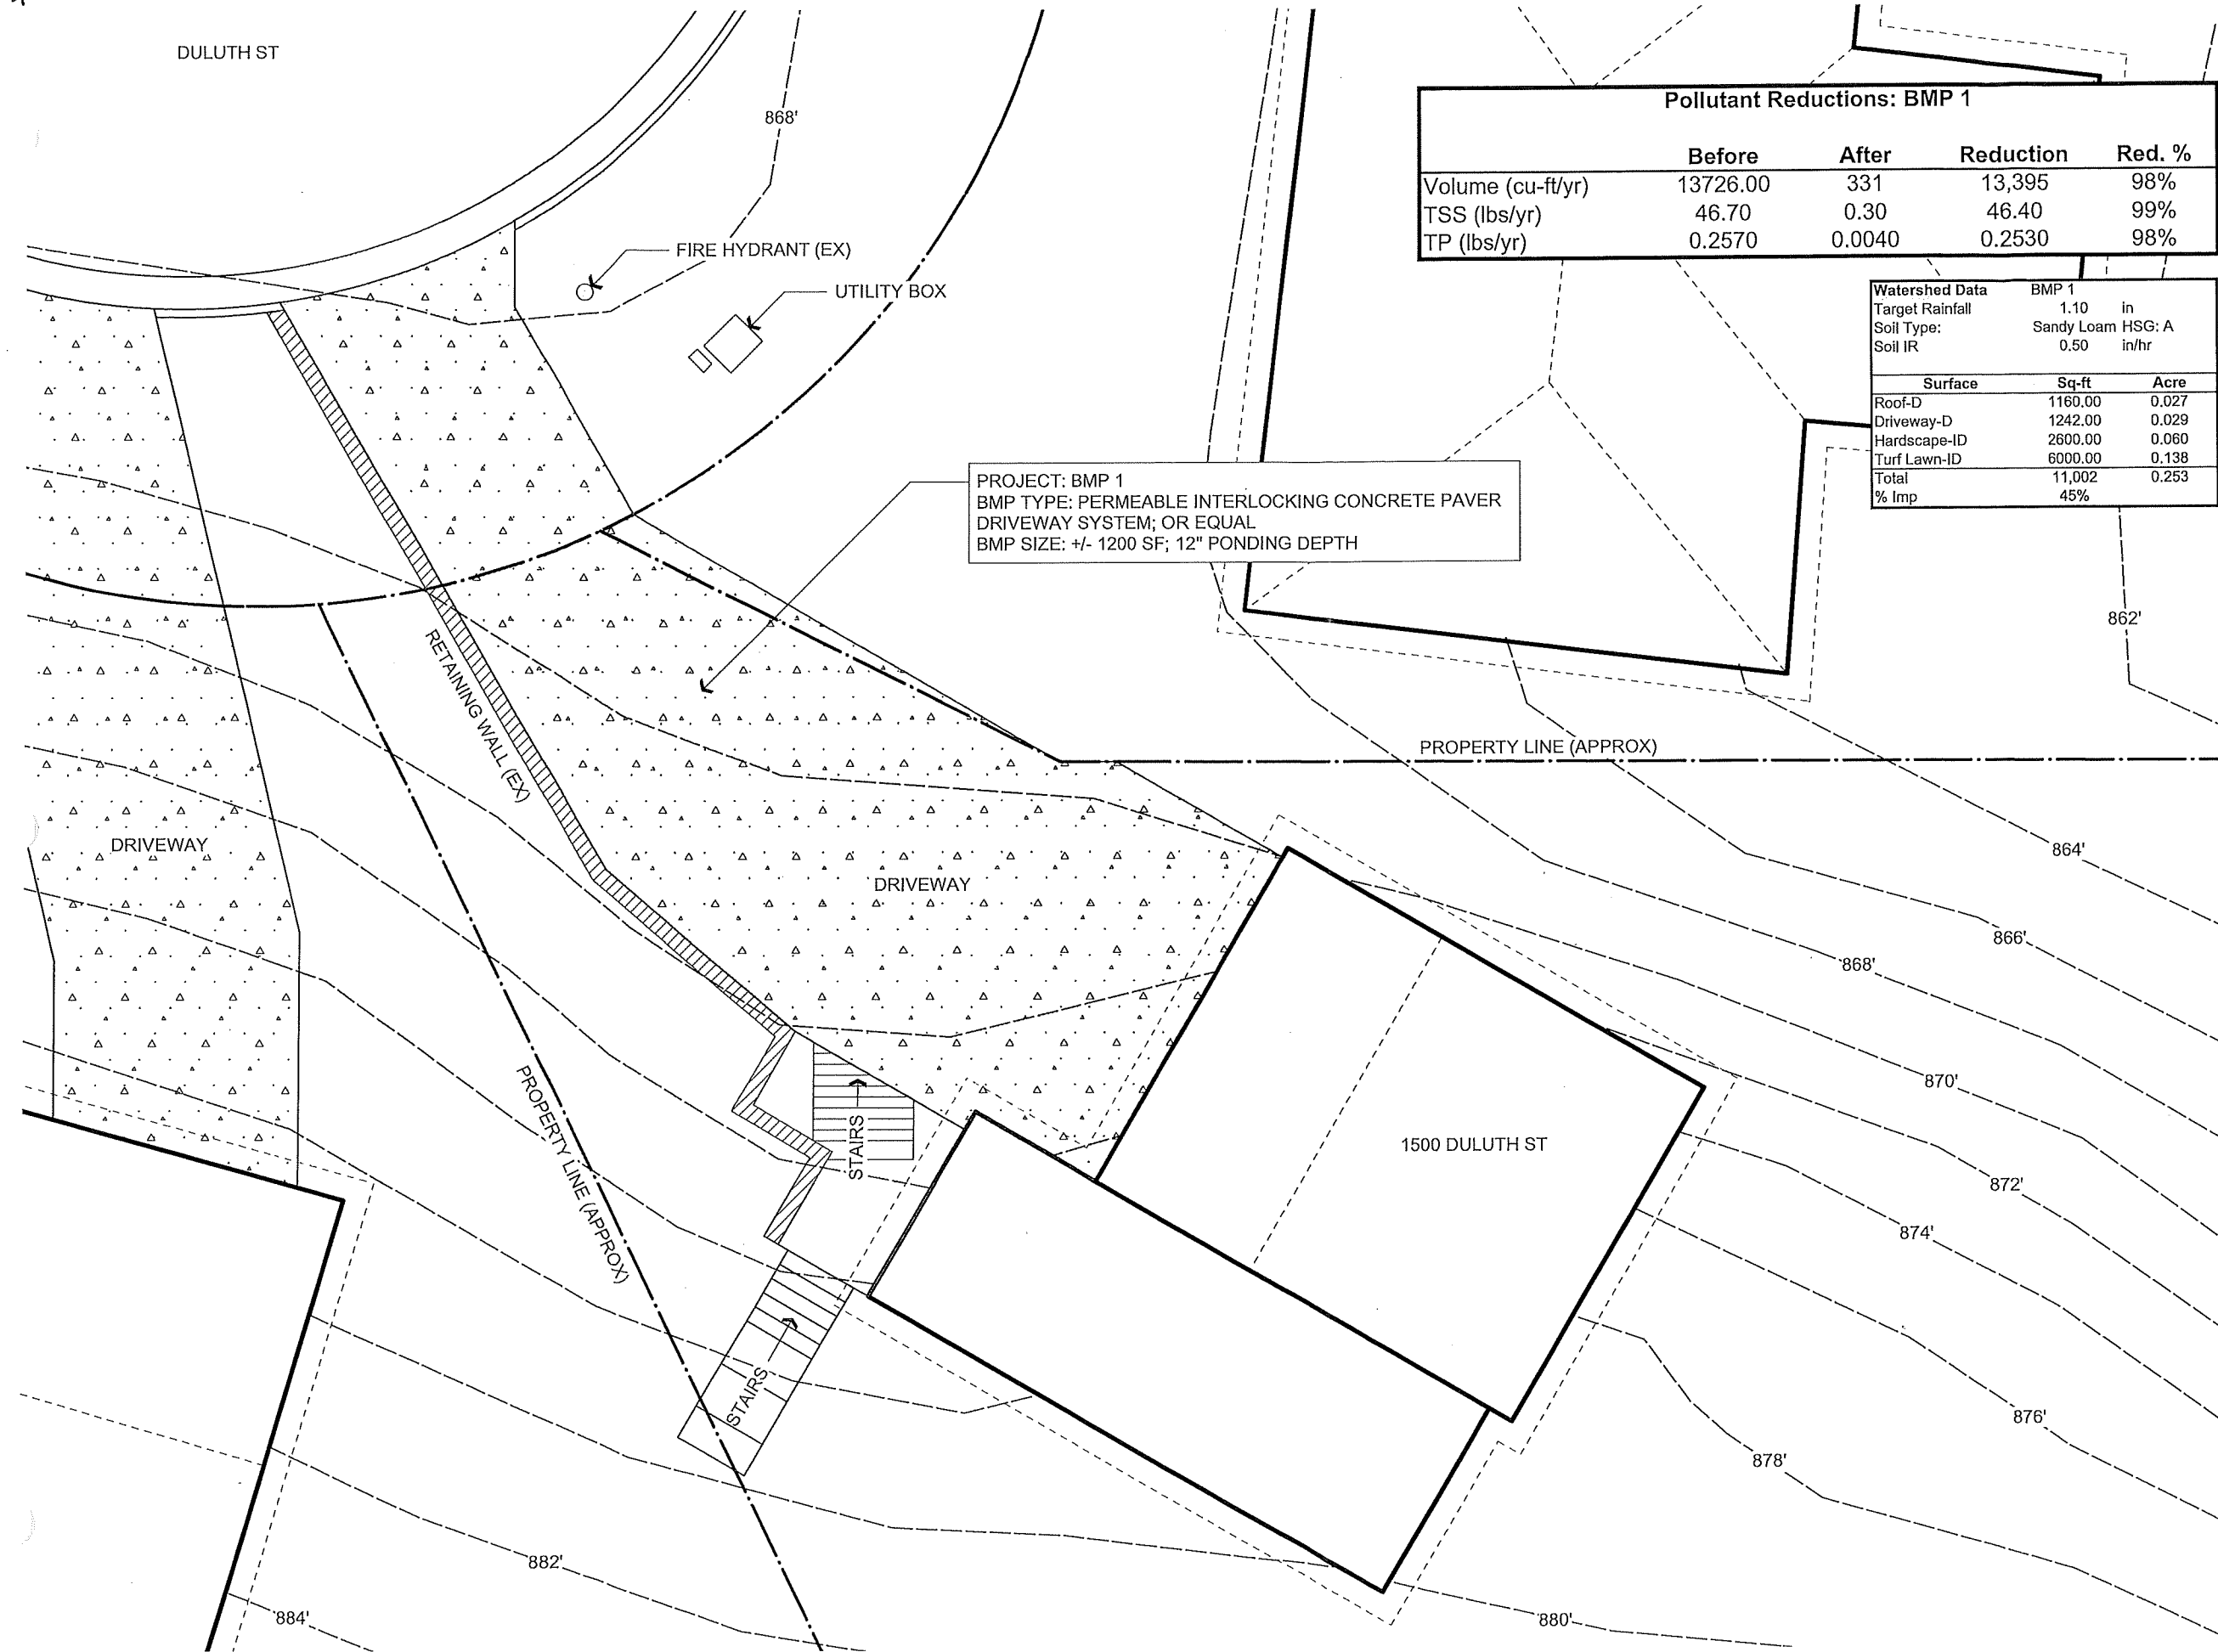 DULUTH ST
868'
Pollutant Reductions: BMP 1
Before After Reduction Red. %
Volume (cu-ft/yr) 13726.00 331 13,395 98%
TSS (lbs/yr) 46.70 0.30 46.40 99%
TP (lbs/yr) 0.2570 0.0040 0.2530 98%
FIRE HYDRANT (EX)
UTILITY BOX
Watershed Data BMP 1
Target Rainfall 1.10 in
Soil Type: Sandy Loam HSG: A
Soil IR 0.50 in/hr
Surface Sq-ft Acre
Roof-D 1160.00 0.027
Driveway-D 1242.00 0.029
Hardscape-ID 2600.00 0.060
Turf Lawn-ID 6000.00 0.138
Total 11,002 0.253
% Imp 45%
PROJECT: BMP 1
BMP TYPE: PERMEABLE INTERLOCKING CONCRETE PAVER
DRIVEWAY SYSTEM; OR EQUAL
BMP SIZE: +/- 1200 SF; 12" PONDING DEPTH
862'
RETAINING WALL (EX)
PROPERTY LINE (APPROX)
DRIVEWAY
864'
DRIVEWAY
866'
868'
870'
PROPERTY LINE (APPROX)
STAIRS
1500 DULUTH ST
872'
874'
STAIRS
876'
878'
882'
884'
880'